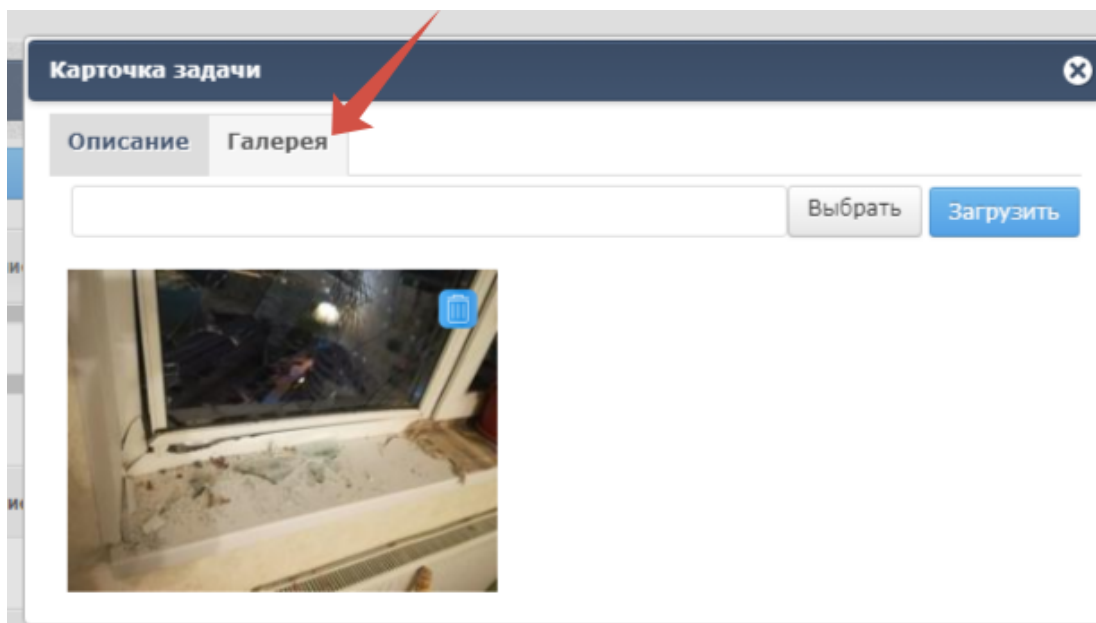 Карточка задачи
Описание Галерея
Выбрать Загрузить